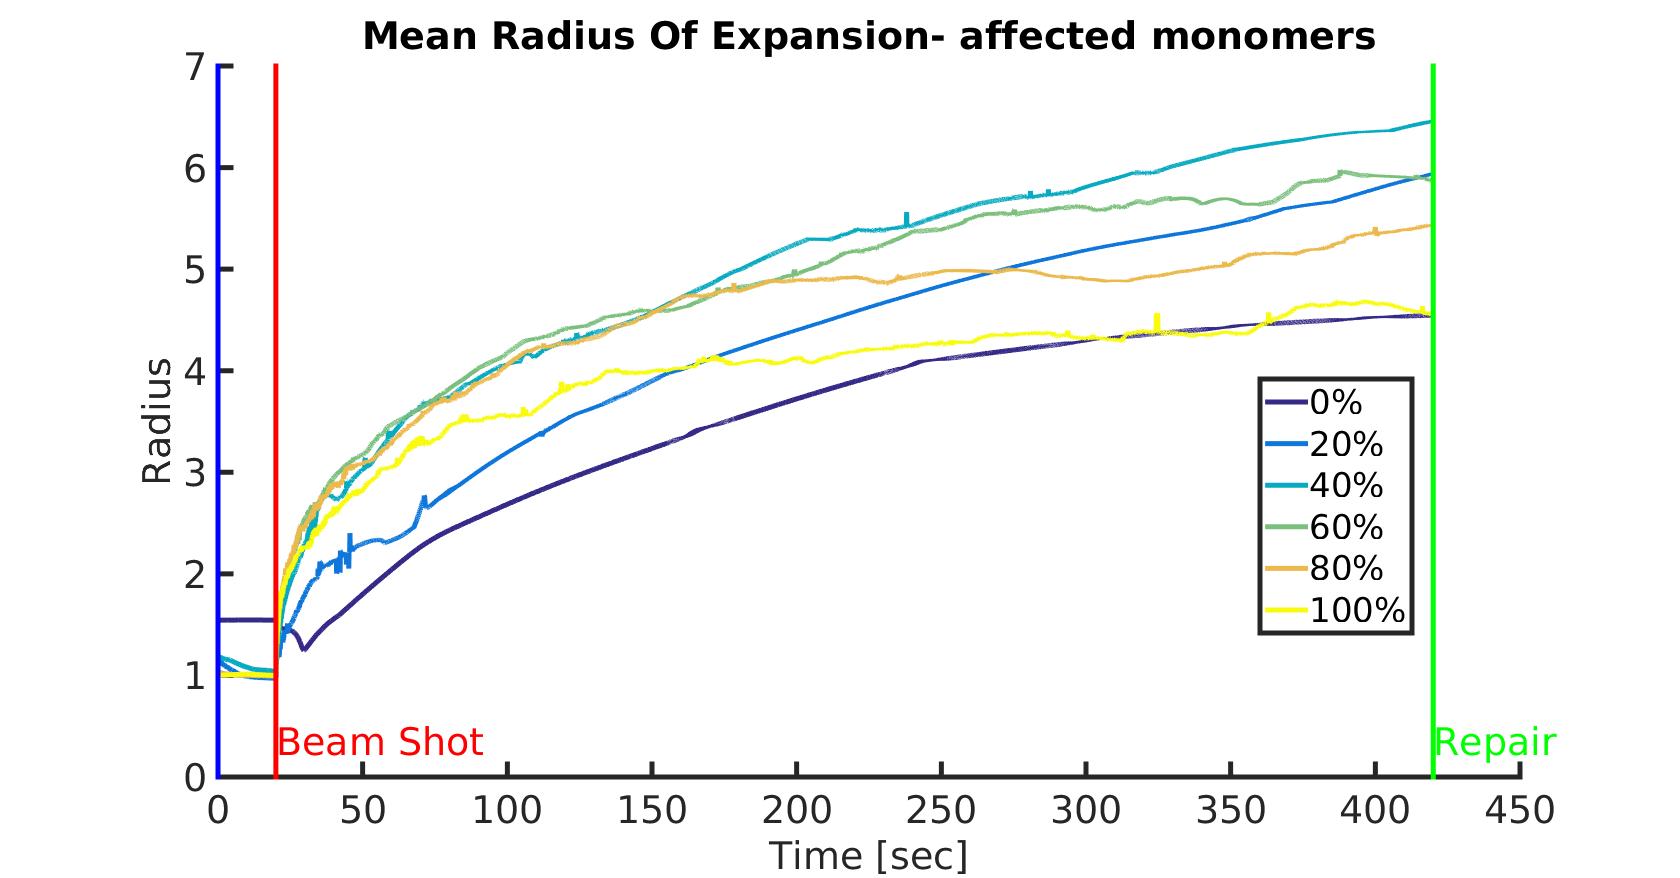 Mean Radius Of Expansion- affected monomers
7
6
5
4
3
2
1
0
Radius
0%
20%
40%
60%
80%
100%
Beam Shot
Repair
0 50 100 150 200 250 300 350 400 450
Time [sec]